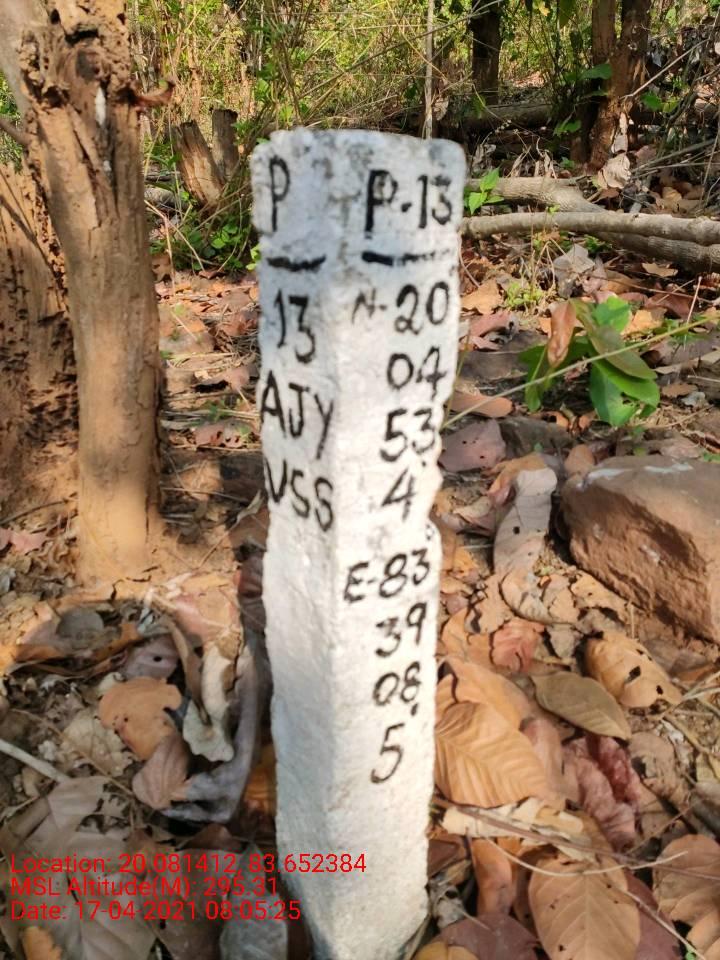 P
13
AJY
VSS
P-13
N-20
04
53
4
E-83
39
08
5
Location: 20.081412, 83.652384
MSL Altitude(M): 295.31
Date: 17-04-2021 08:05:25